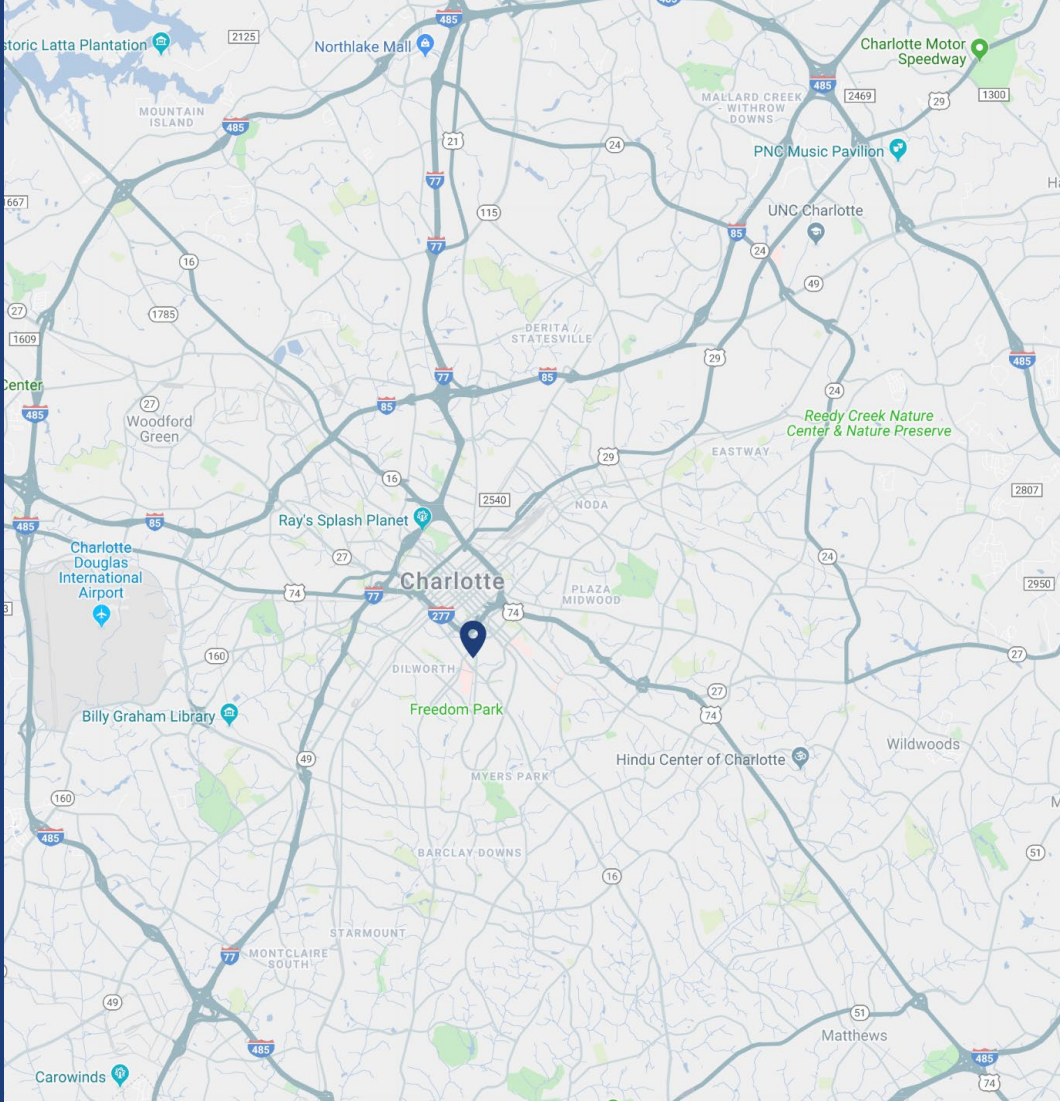 485
storic Latta Plantation
2125
Northlake Mall
Charlotte Motor
Speedway
485
2469
1300
29
MOUNTAIN
ISLAND
MALLARD CREEK
- WITHROW
DOWNS
485
21
24
PNC Music Pavilion
77
1667
115
UNC Charlotte
85
77
24
16
49
27
1785
1609
DERITA /
STATESVILLE
29
485
77
85
Center
85
24
27
485
Woodford
Green
Reedy Creek Nature
Center & Nature Preserve
EASTWAY
29
16
2540
2807
NODA
485
85
Ray's Splash Planet
Charlotte
Douglas
International
Airport
27
24
Charlotte
2950
74
77
PLAZA
MIDWOOD
277
74
160
27
DILWORTH
27
74
Freedom Park
Billy Graham Library
49
Hindu Center of Charlotte
Wildwoods
MYERS PARK
160
485
BARCLAY DOWNS
51
16
STARMOUNT
77
MONTCLAIRE
SOUTH
49
51
Matthews
485
485
Carowinds
74